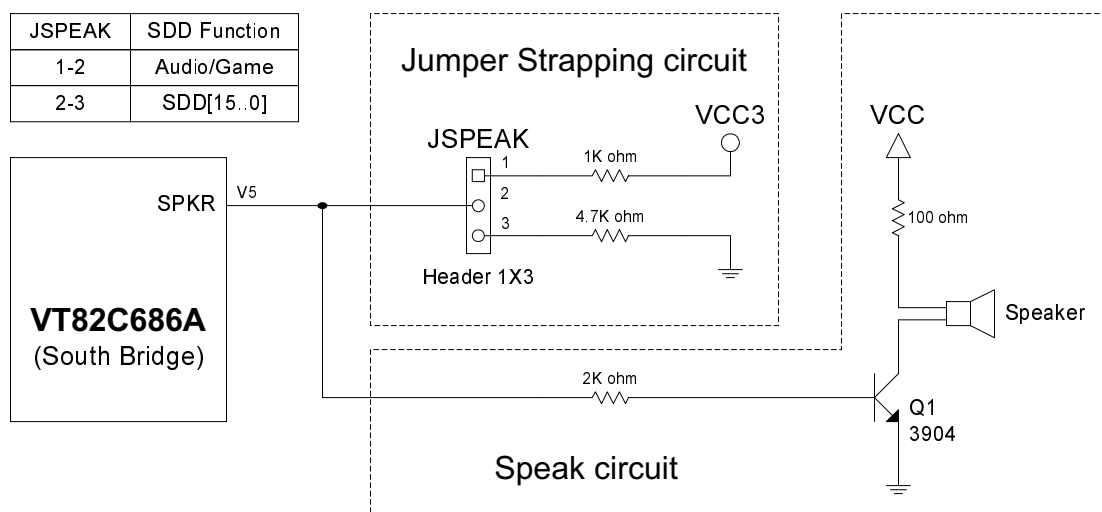 JSPEAK SDD Function
1-2 Audio/Game
2-3 SDD[15..0]
Jumper Strapping circuit
VCC3
VCC
JSPEAK
1
1K ohm
SPKR
V5
2
3
4.7K ohm
100 ohm
Header 1X3
VT82C686A
(South Bridge)
Speaker
2K ohm
Q1
3904
Speak circuit